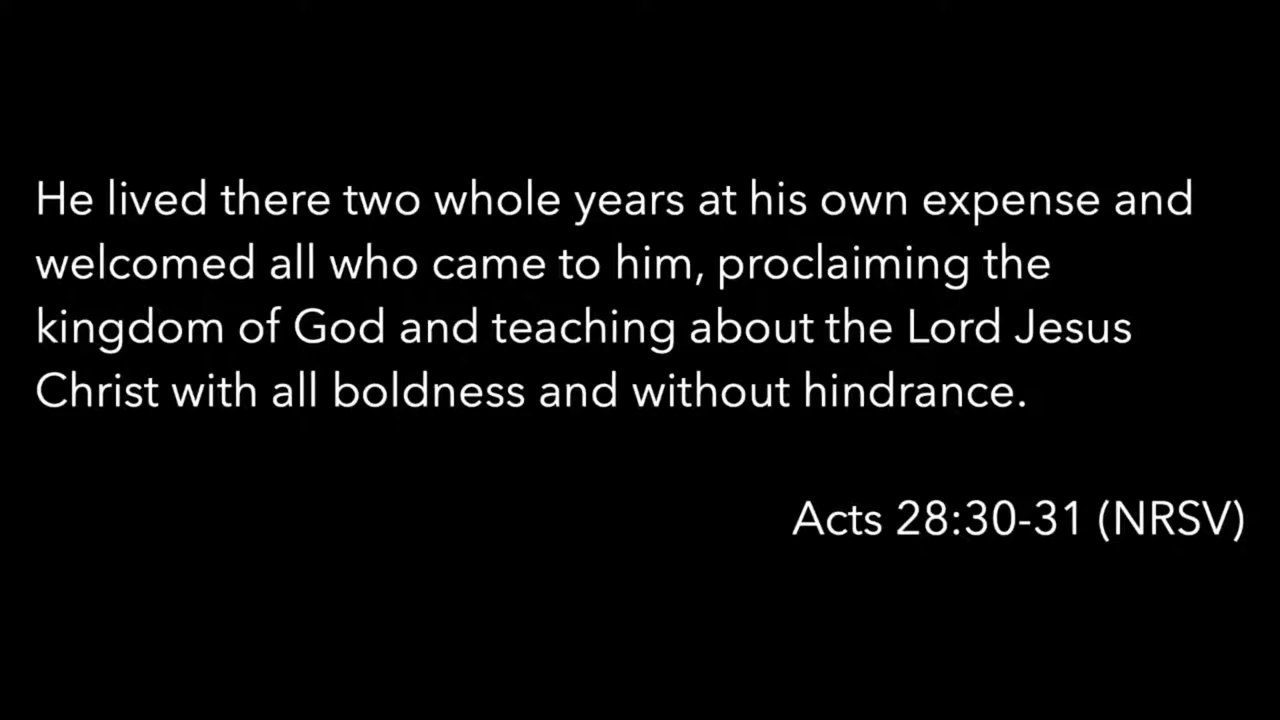 He lived there two whole years at his own expense and
welcomed all who came to him, proclaiming the
kingdom of God and teaching about the Lord Jesus
Christ with all boldness and without hindrance.
Acts 28:30-31 (NRSV)